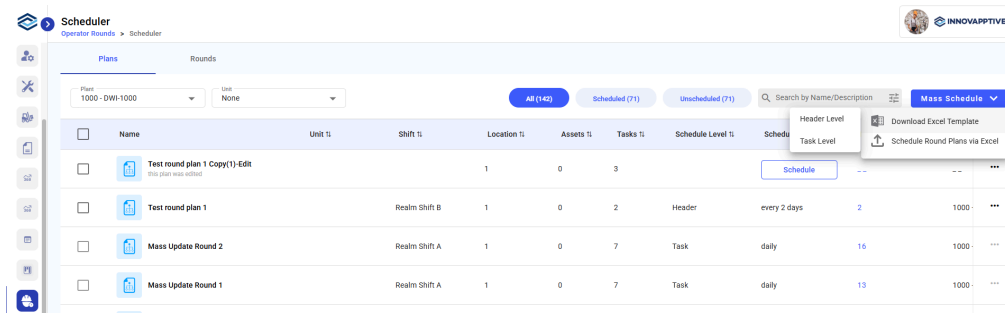 Scheduler
Operator Rounds > Scheduler
INNOVAPPTIVE
Plans
Rounds
Plant
1000 - DWI-1000
Unit
None
All (142)
Scheduled (71)
Unscheduled (71)
Search by Name/Description
Mass Schedule
Header Level
Task Level
Download Excel Template
Schedule Round Plans via Excel
Name
Unit
Shift
Location
Assets
Tasks
Schedule Level
Schedu
Test round plan 1 Copy(1)-Edit
this plan was edited
1
0
3
Schedule
_ _
_ _
Test round plan 1
Realm Shift B
1
0
2
Header
every 2 days
2
1000 -
Mass Update Round 2
Realm Shift A
1
0
7
Task
daily
16
1000 -
Mass Update Round 1
Realm Shift A
1
0
7
Task
daily
13
1000 -